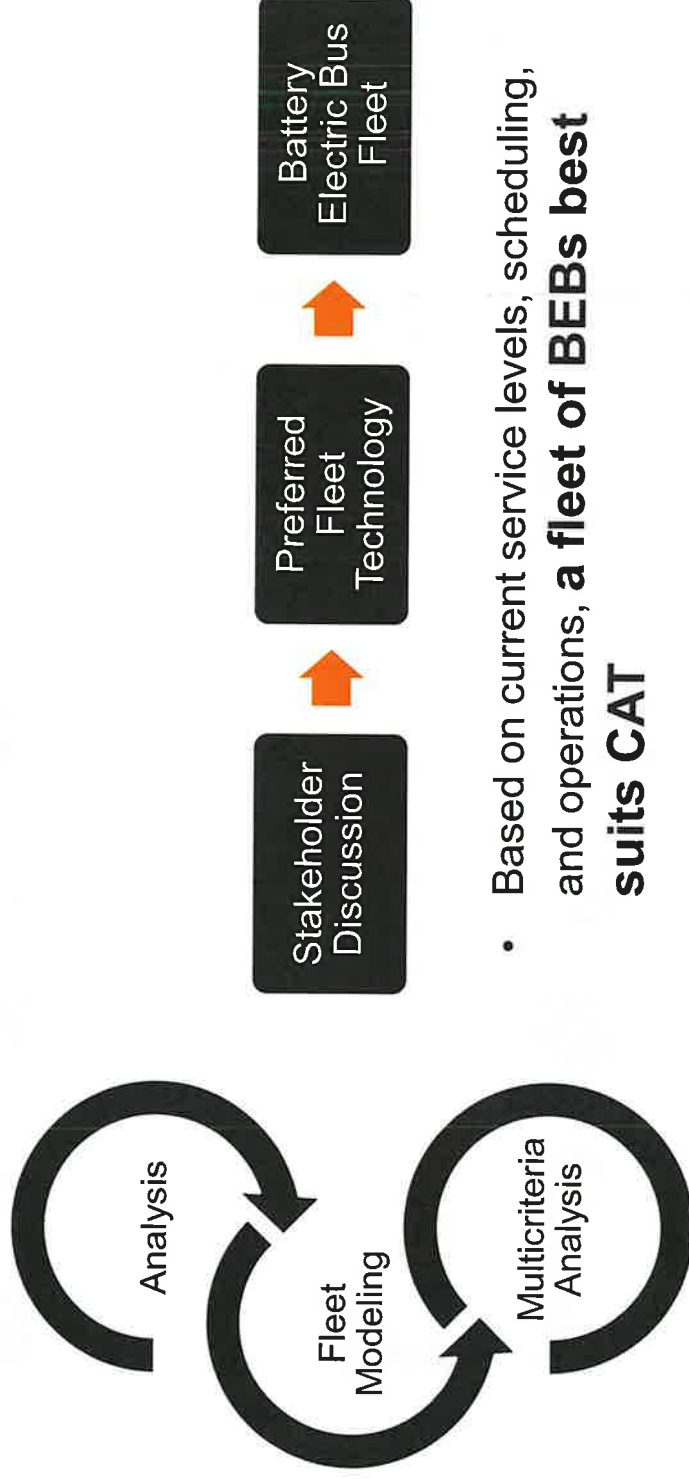 Analysis
Fleet
Modeling
Multicriteria
Analysis
Stakeholder
Discussion
Preferred
Fleet
Technology
Battery
Electric Bus
Fleet
• Based on current service levels, scheduling,
and operations, a fleet of BEBs best
suits CAT